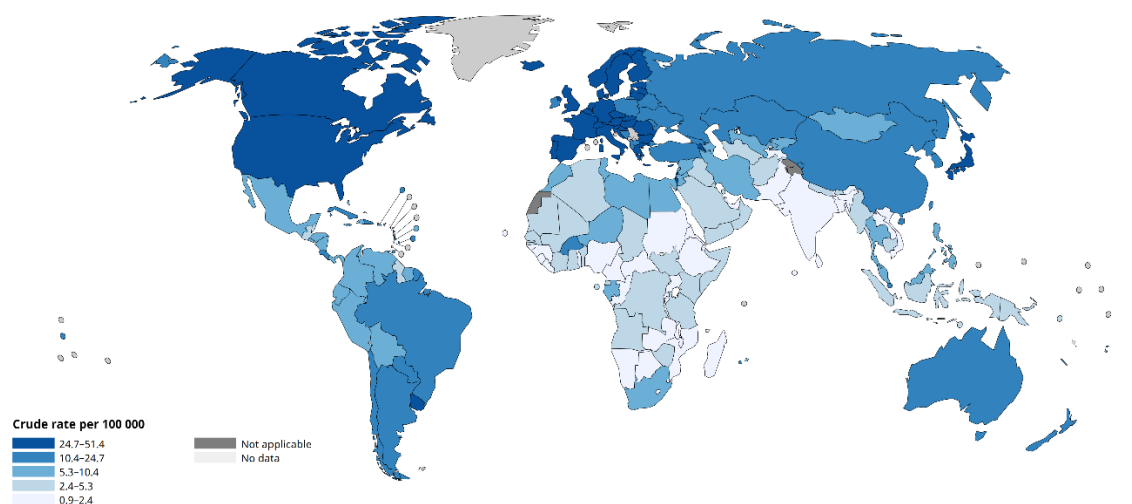 Crude rate per 100 000
24.7–51.4
10.4–24.7
5.3–10.4
2.4–5.3
0.9–2.4
Not applicable
No data